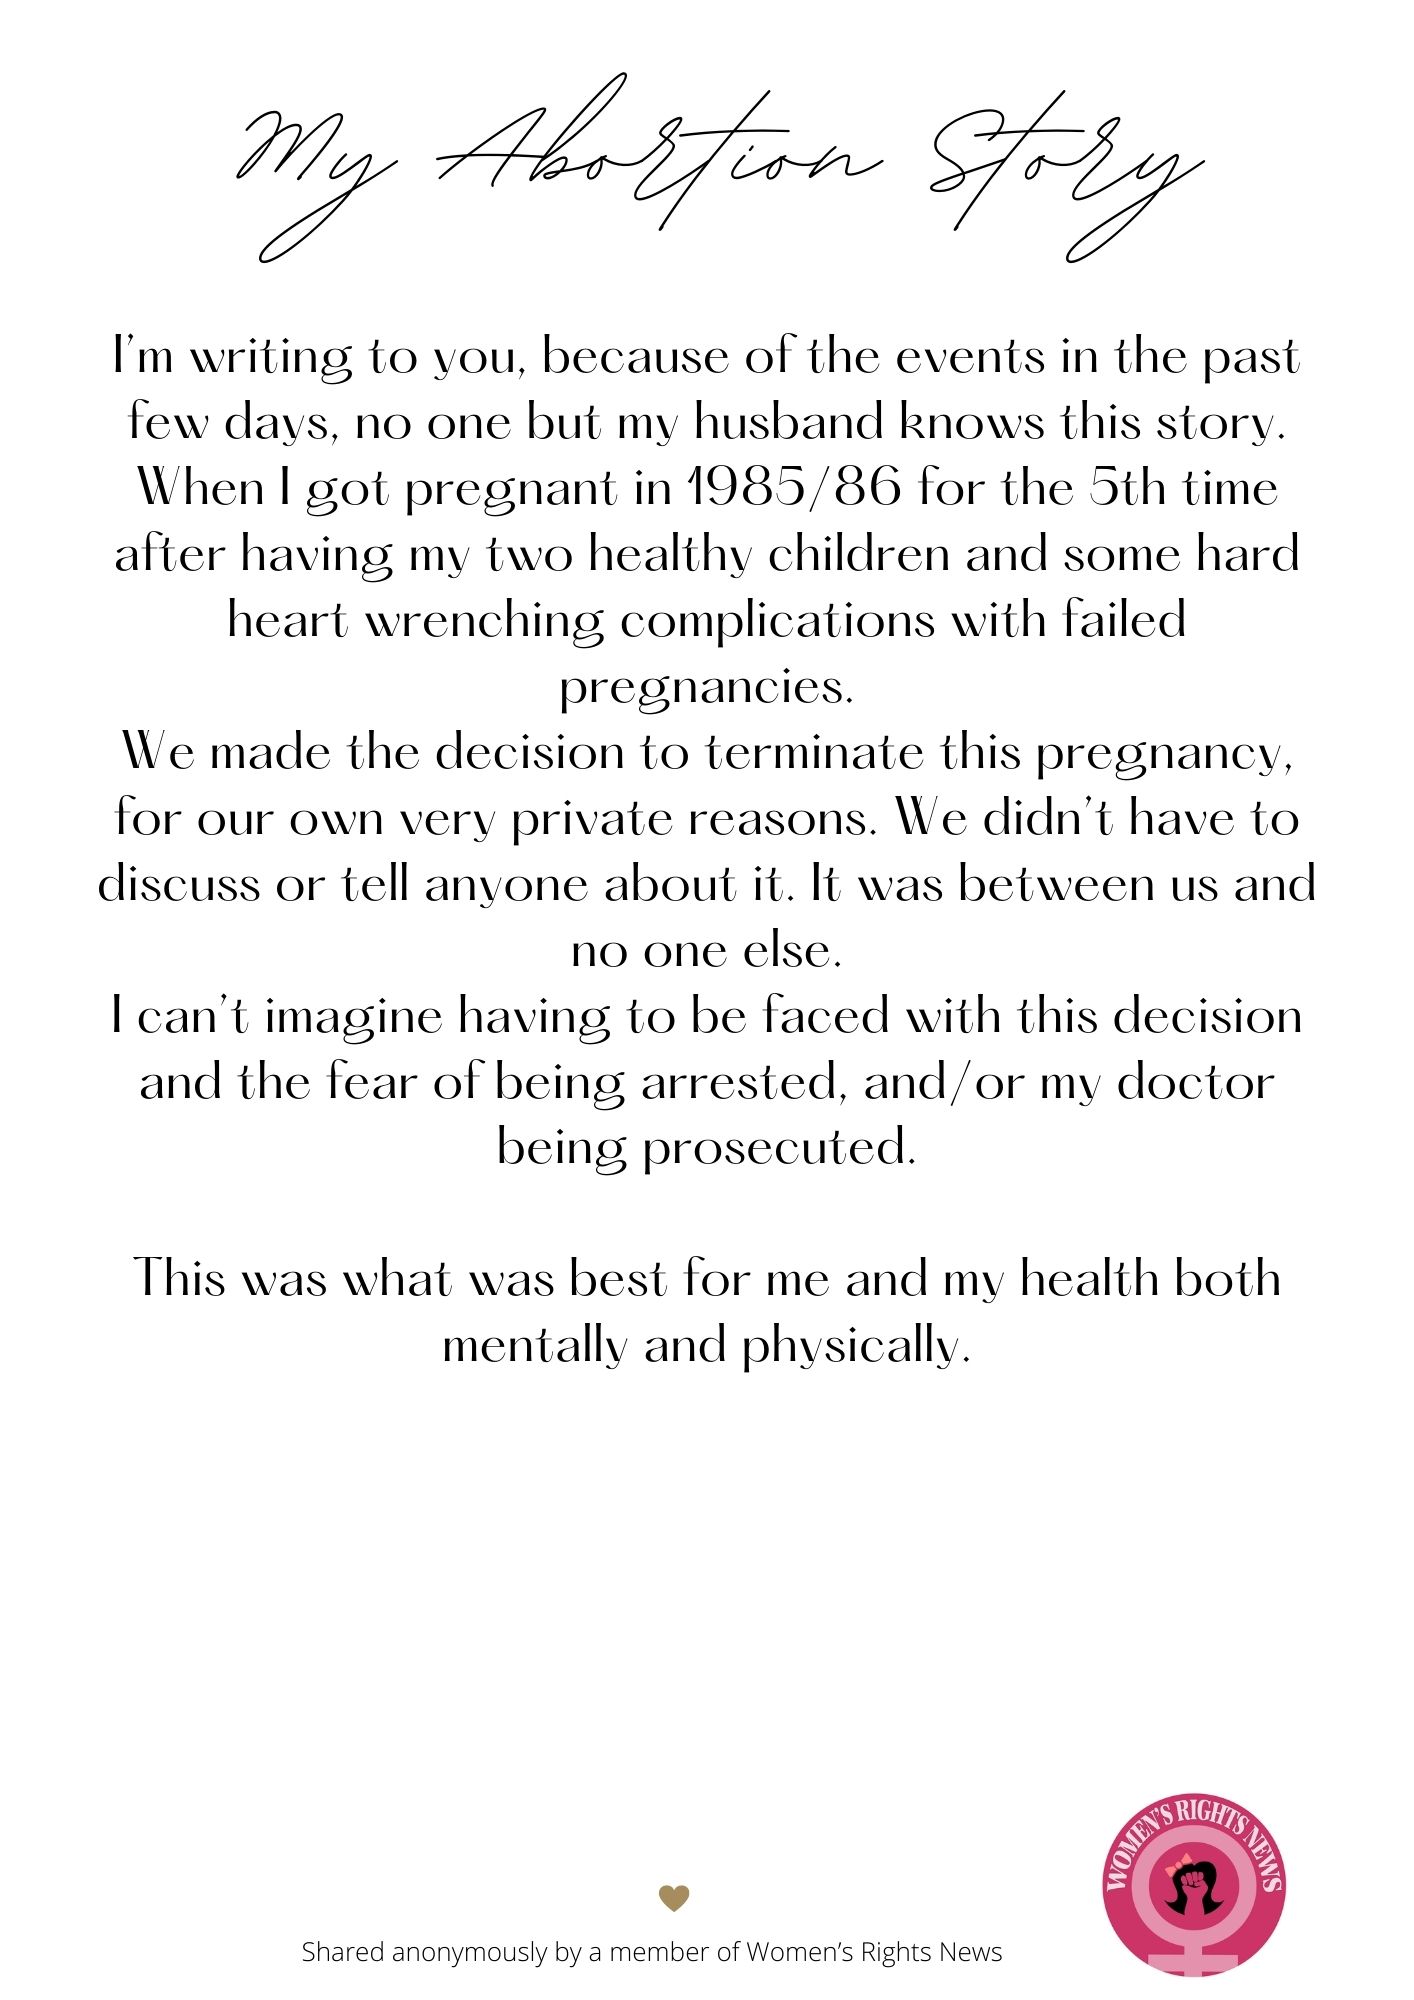 My Abortion Story
I'm writing to you, because of the events in the past
few days, no one but my husband knows this story.
When I got pregnant in 1985/86 for the 5th time
after having my two healthy children and some hard
heart wrenching complications with failed
pregnancies.
We made the decision to terminate this pregnancy,
for our own very private reasons. We didn't have to
discuss or tell anyone about it. It was between us and
no one else.
I can't imagine having to be faced with this decision
and the fear of being arrested, and/or my doctor
being prosecuted.
This was what was best for me and my health both
mentally and physically.
WOMEN'S RIGHTS NEWS
Shared anonymously by a member of Women's Rights News